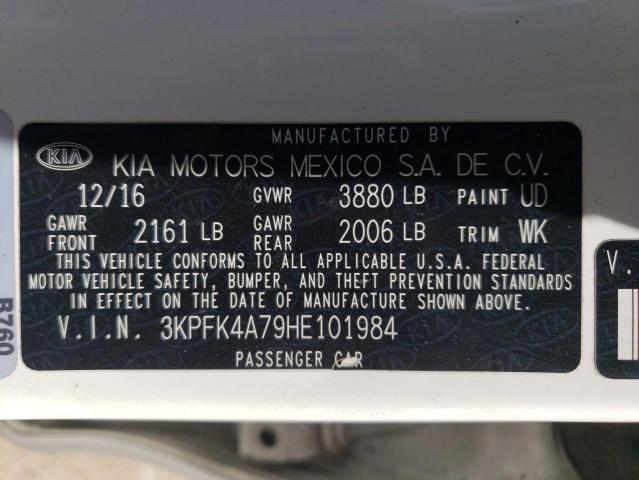 MANUFACTURED BY
KIA KIA MOTORS MEXICO S.A. DE C.V.
12/16 GVWR 3880 LB PAINT UD
GAWR FRONT 2161 LB GAWR REAR 2006 LB TRIM WK
THIS VEHICLE CONFORMS TO ALL APPLICABLE U.S.A. FEDERAL
MOTOR VEHICLE SAFETY, BUMPER, AND THEFT PREVENTION STANDARDS
IN EFFECT ON THE DATE OF MANUFACTURE SHOWN ABOVE.
V.I.N. 3KPFK4A79HE101984
PASSENGER CAR
B760
V.